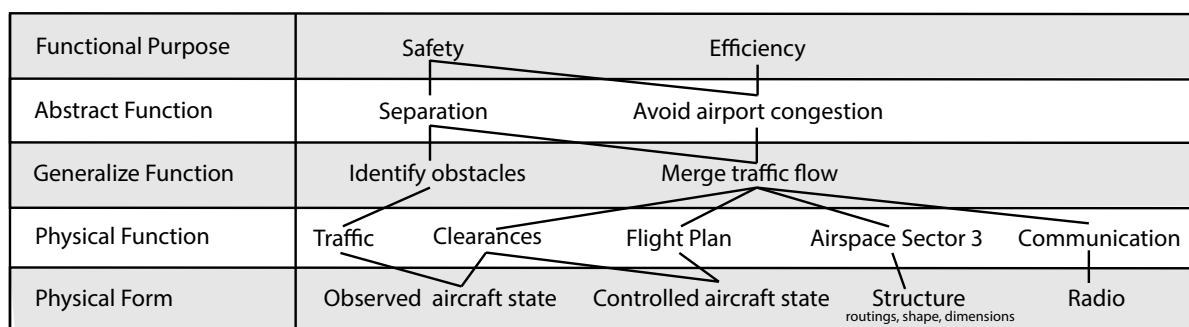 Functional Purpose Safety Efficiency
Abstract Function Separation Avoid airport congestion
Generalize Function Identify obstacles Merge traffic flow
Physical Function Traffic Clearances Flight Plan Airspace Sector 3 Communication
Physical Form Observed aircraft state Controlled aircraft state Structure Radio
routings, shape, dimensions